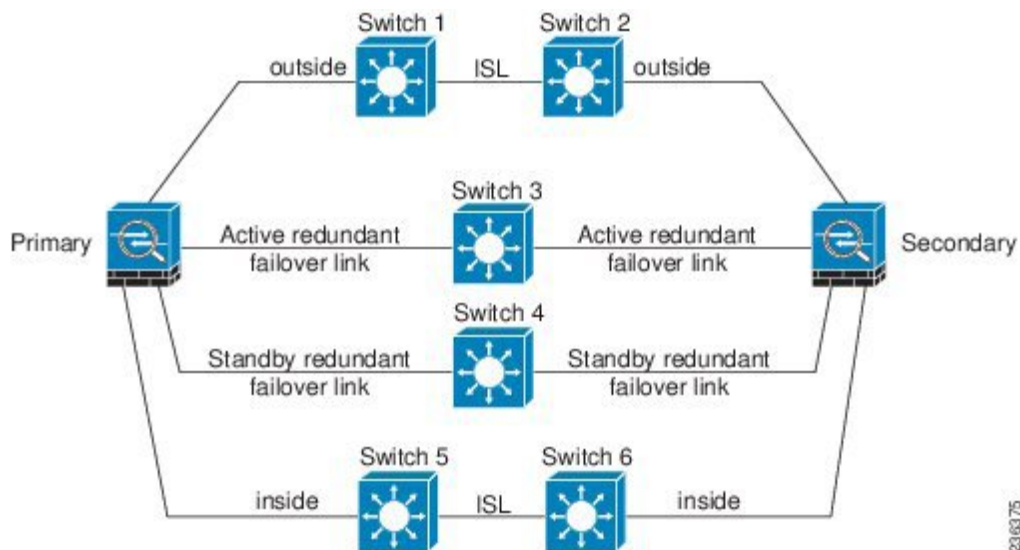 Switch 1
Switch 2
outside
ISL
outside
Switch 3
Primary
Active redundant
failover link
Active redundant
failover link
Secondary
Switch 4
Standby redundant
failover link
Standby redundant
failover link
Switch 5
Switch 6
inside
ISL
inside
236375